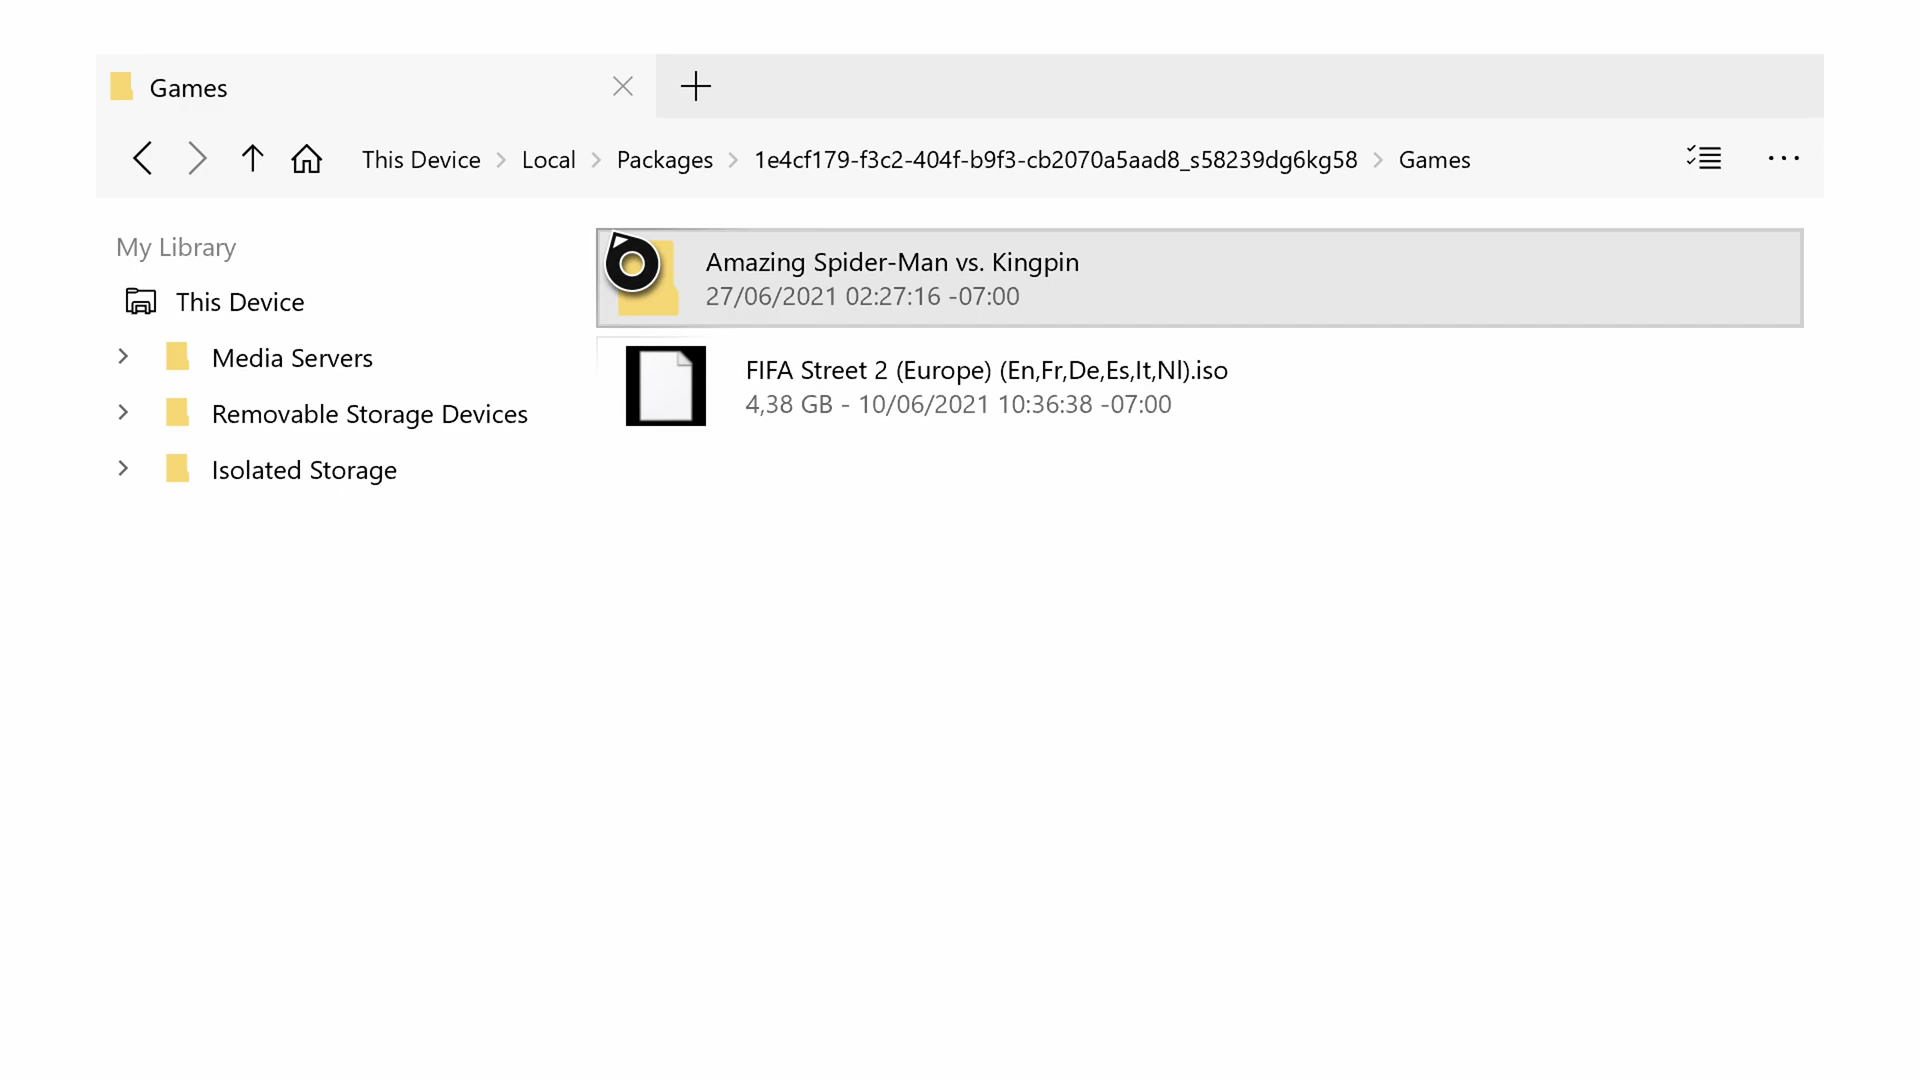 Games
This Device > Local > Packages > 1e4cf179-f3c2-404f-b9f3-cb2070a5aad8_s58239dg6kg58 > Games
My Library
This Device
Media Servers
Removable Storage Devices
Isolated Storage
Amazing Spider-Man vs. Kingpin
27/06/2021 02:27:16 -07:00
FIFA Street 2 (Europe) (En,Fr,De,Es,It,Nl).iso
4,38 GB - 10/06/2021 10:36:38 -07:00